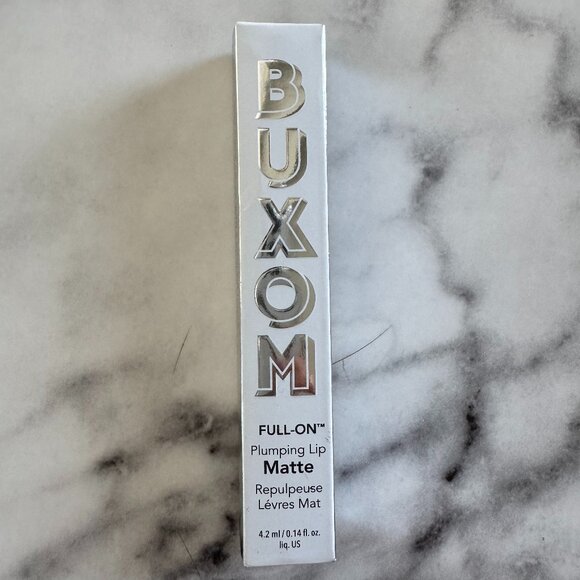 BUXOM
FULL-ON™
Plumping Lip
Matte
Repulpeuse
Lévres Mat
4.2 ml / 0.14 fl. oz.
liq. US